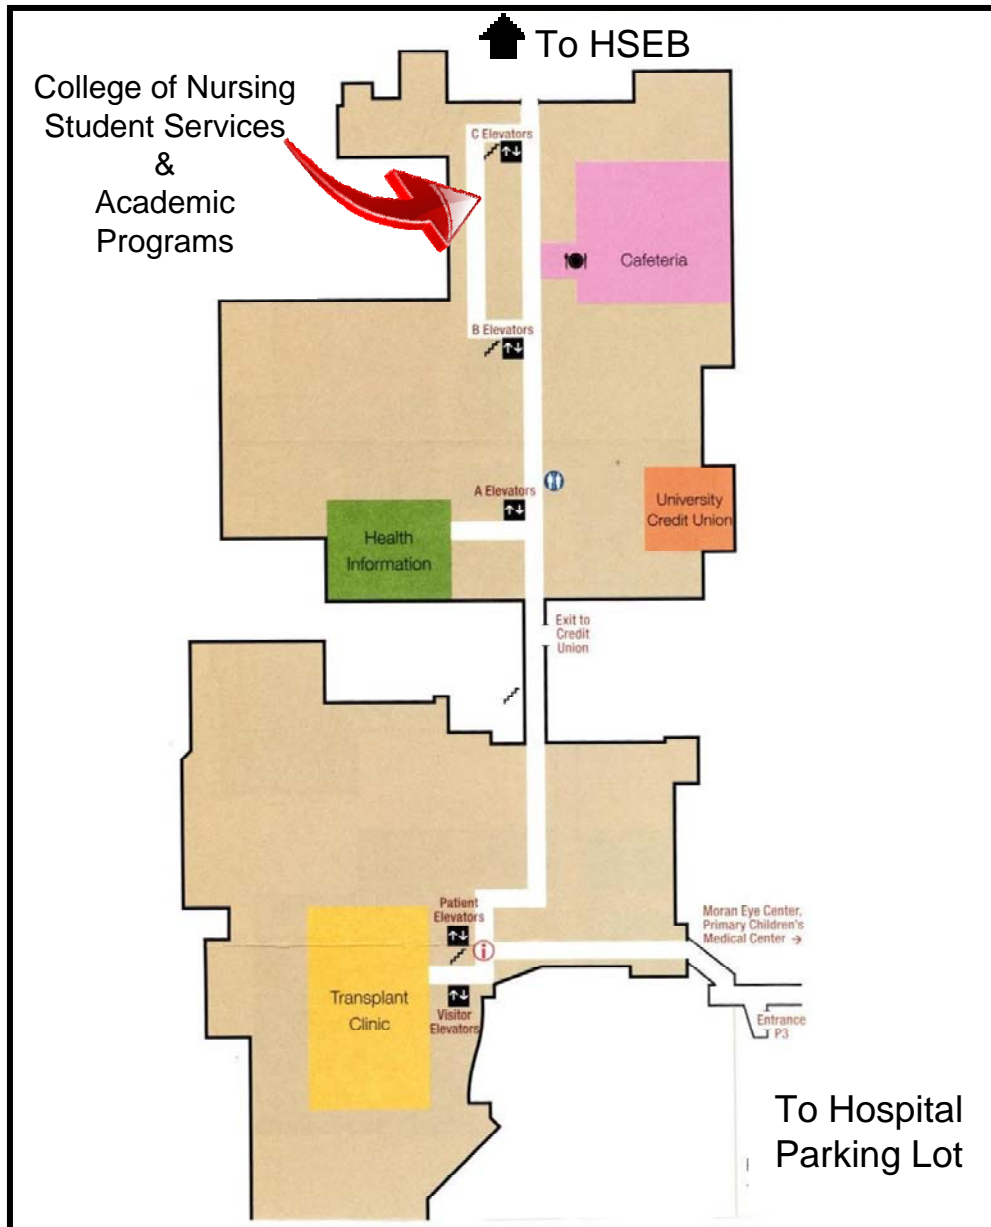 To HSEB
College of Nursing
Student Services
&
Academic
Programs
C Elevators
Cafeteria
B Elevators
A Elevators
University
Credit Union
Health
Information
Exit to
Credit
Union
Patient
Elevators
Moran Eye Center,
Primary Children's
Medical Center →
i
Transplant
Clinic
Visitor
Elevators
Entrance
P3
To Hospital
Parking Lot